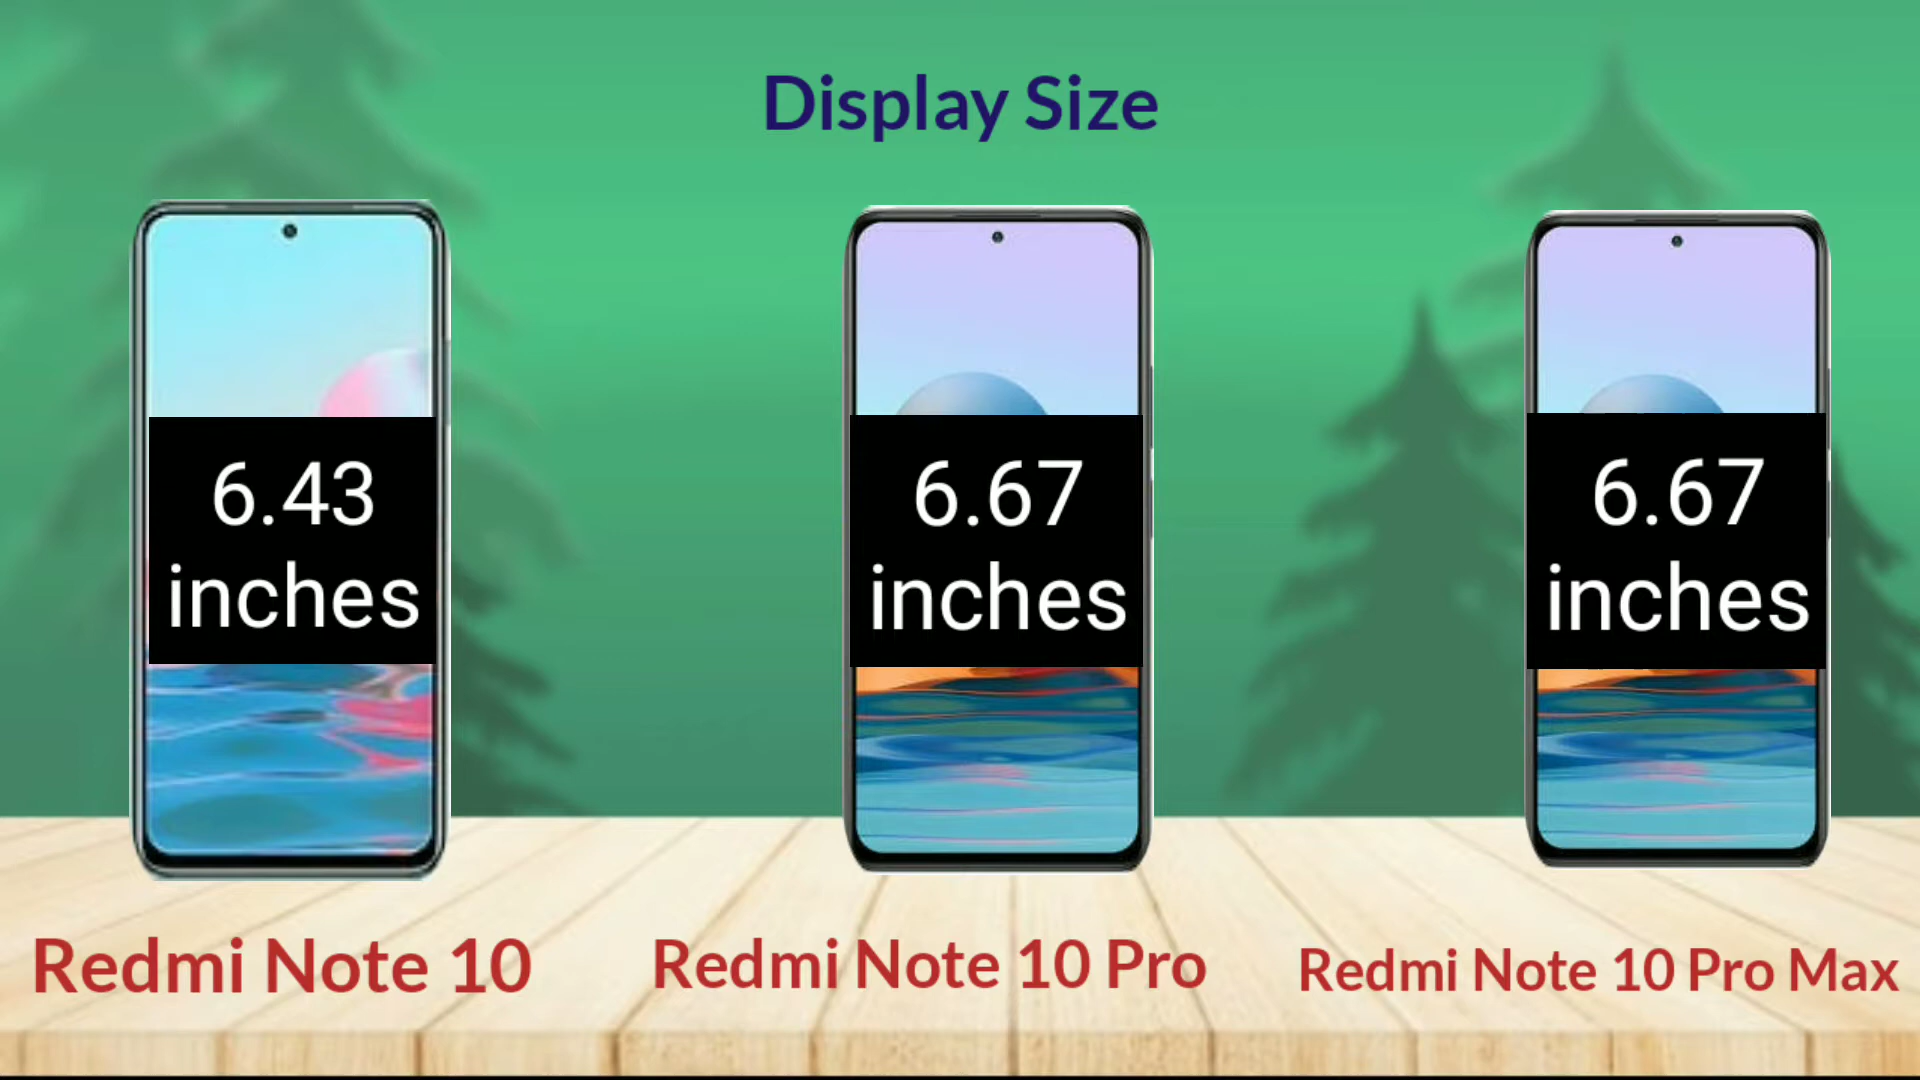 Display Size
6.43
inches
6.67
inches
6.67
inches
Redmi Note 10
Redmi Note 10 Pro
Redmi Note 10 Pro Max